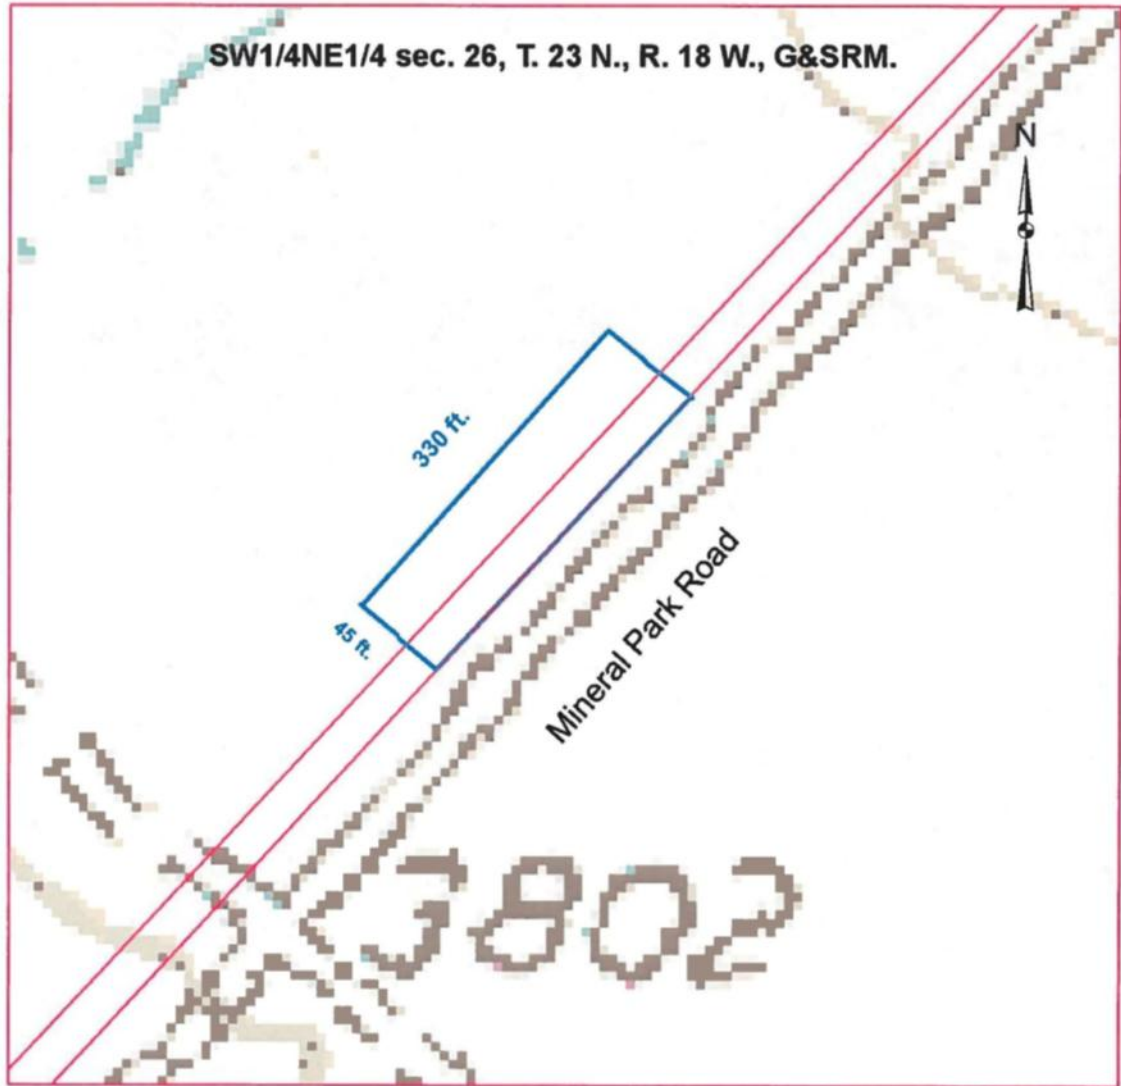 SW1/4NE1/4 sec. 26, T. 23 N., R. 18 W., G&SRM.
N
330 ft.
45 ft.
Mineral Park Road
3802